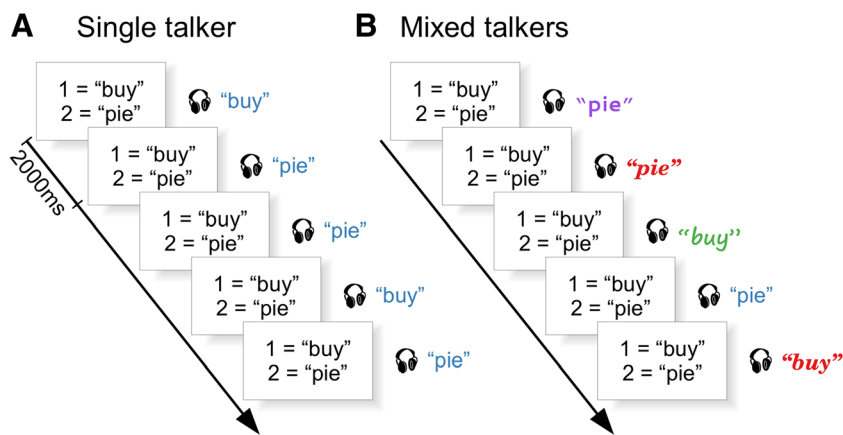 A Single talker
1 = “buy”
2 = “pie”
“buy”
1 = “buy”
2 = “pie”
“pie”
1 = “buy”
2 = “pie”
“pie”
1 = “buy”
2 = “pie”
“buy”
1 = “buy”
2 = “pie”
“pie”
2000ms
B Mixed talkers
1 = “buy”
2 = “pie”
“pie”
1 = “buy”
2 = “pie”
“pie”
1 = “buy”
2 = “pie”
“buy”
1 = “buy”
2 = “pie”
“pie”
1 = “buy”
2 = “pie”
“buy”